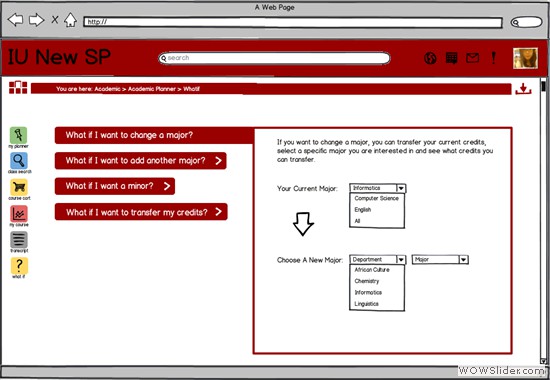 A Web Page
http://
IU New SP
search
You are here: Academic > Academic Planner > Whatif
my planner
class search
course cart
my course
transcript
what if
What if I want to change a major?
What if I want to add another major? >
What if I want a minor? >
What if I want to transfer my credits? >
If you want to change a major, you can transfer your current credits,
select a specific major you are interested in and see what credits you
can transfer.
Your Current Major: Informatics
Computer Science
English
All
Choose A New Major: Department Major
African Culture
Chemistry
Informatics
Linguistics
WOWSlider.com